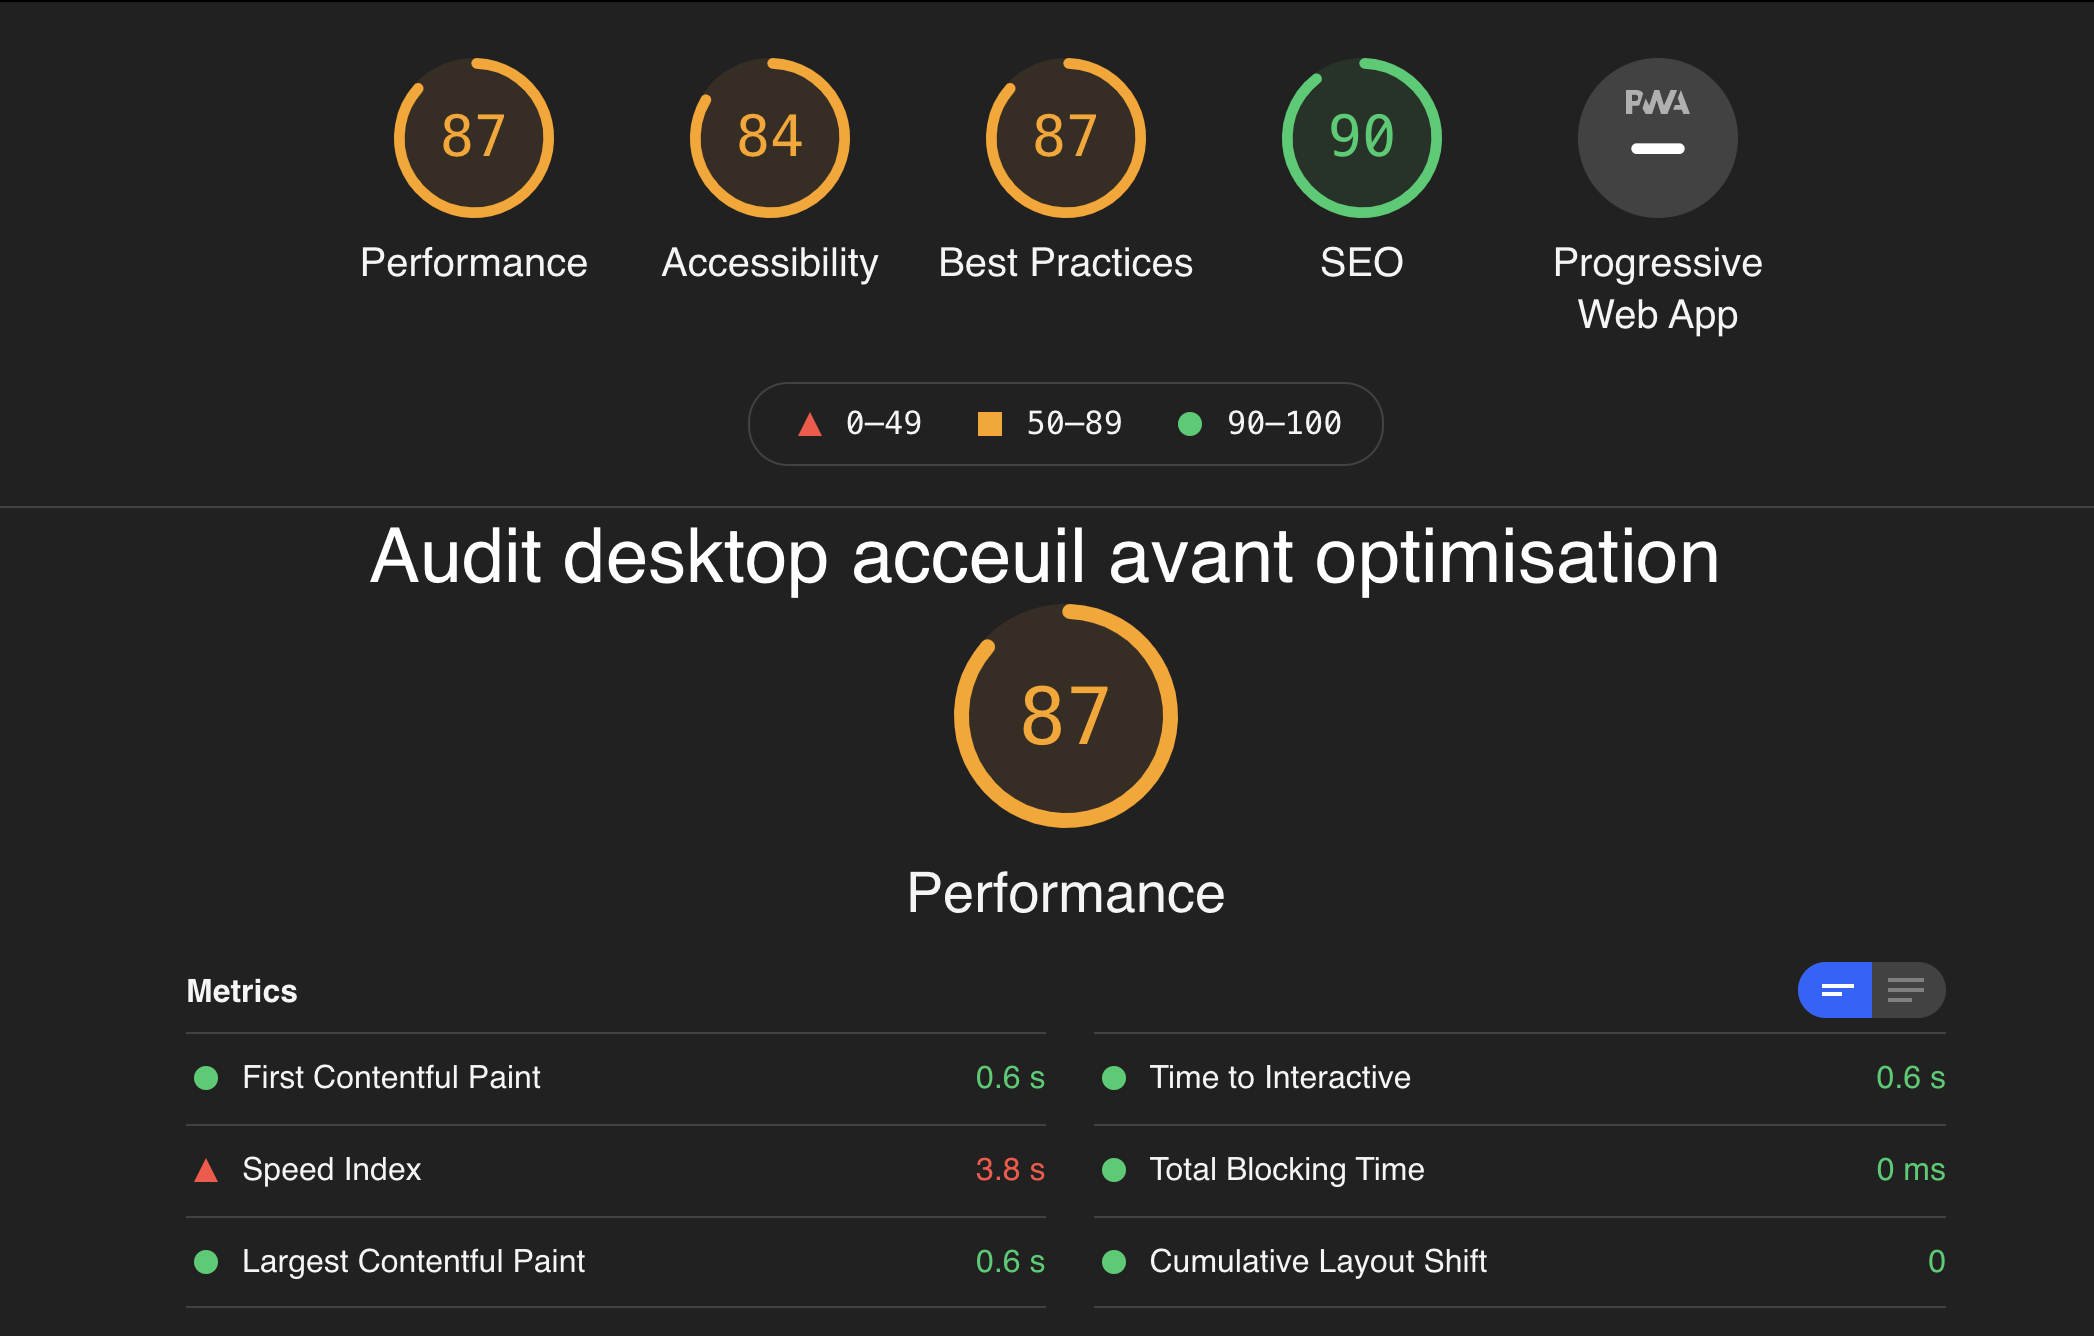 87 84 87 90 PWA
Performance Accessibility Best Practices SEO Progressive
Web App
0–49 50–89 90–100
Audit desktop acceuil avant optimisation
87
Performance
Metrics
First Contentful Paint 0.6 s
Time to Interactive 0.6 s
Speed Index 3.8 s
Total Blocking Time 0 ms
Largest Contentful Paint 0.6 s
Cumulative Layout Shift 0